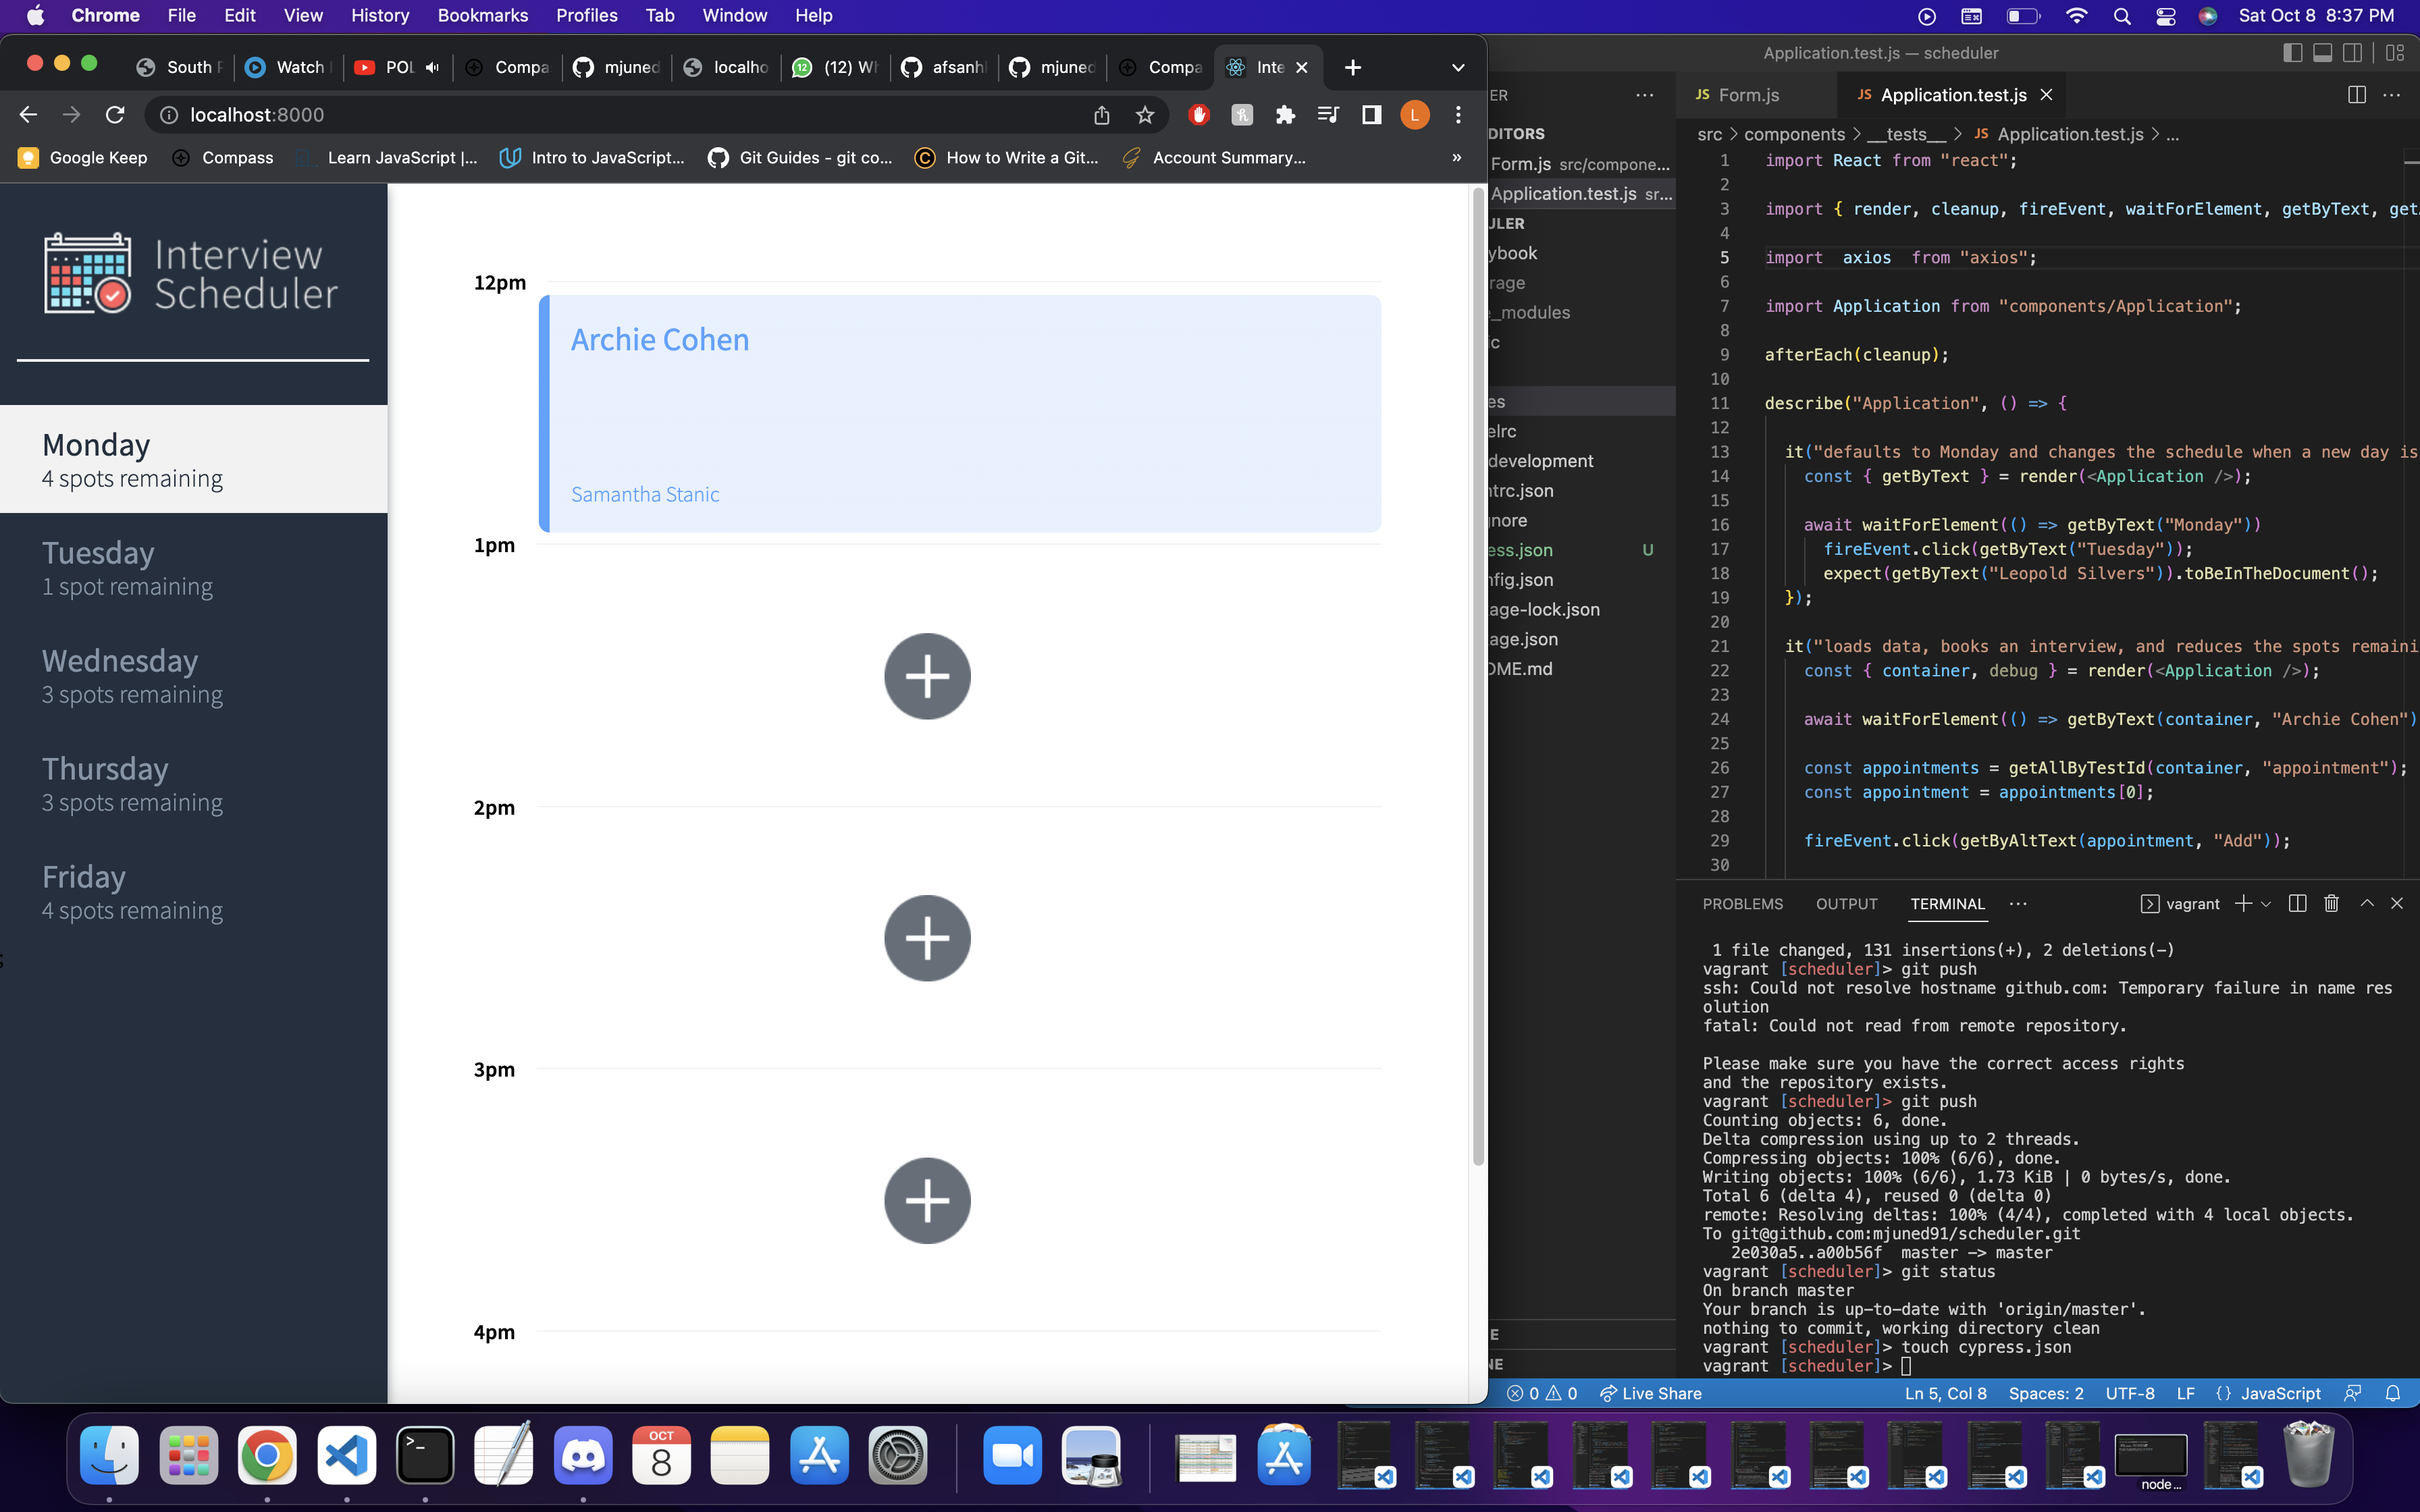 Chrome File Edit View History Bookmarks Profiles Tab Window Help Sat Oct 8 8:37 PM
South Watch POL Compa mjuned localho (12) Wh afsanh mjuned Compa Inte
localhost:8000
Google Keep Compass Learn JavaScript |... Intro to JavaScript... Git Guides - git co... How to Write a Git... Account Summary... »
Interview
Scheduler
Monday
4 spots remaining
Tuesday
1 spot remaining
Wednesday
3 spots remaining
Thursday
3 spots remaining
Friday
4 spots remaining
12pm
Archie Cohen
Samantha Stanic
1pm
2pm
3pm
4pm
Application.test.js — scheduler
ER ...
DITORS
Form.js src/compone...
Application.test.js sr...
ULER
ybook
rage
e_modules
ic
es
elrc
development
ntrc.json
gnore
ess.json U
nfig.json
age-lock.json
age.json
DME.md
JS Form.js JS Application.test.js
src > components > __tests__ > JS Application.test.js > ...
1 import React from "react";
2
3 import { render, cleanup, fireEvent, waitForElement, getByText, get
4
5 import  axios  from "axios";
6
7 import Application from "components/Application";
8
9 afterEach(cleanup);
10
11 describe("Application", () => {
12
13 it("defaults to Monday and changes the schedule when a new day is
14 const { getByText } = render(<Application />);
15
16 await waitForElement(() => getByText("Monday"))
17 fireEvent.click(getByText("Tuesday"));
18 expect(getByText("Leopold Silvers")).toBeInTheDocument();
19 });
20
21 it("loads data, books an interview, and reduces the spots remaini
22 const { container, debug } = render(<Application />);
23
24 await waitForElement(() => getByText(container, "Archie Cohen")
25
26 const appointments = getAllByTestId(container, "appointment");
27 const appointment = appointments[0];
28
29 fireEvent.click(getByAltText(appointment, "Add"));
30
PROBLEMS OUTPUT TERMINAL ... vagrant
1 file changed, 131 insertions(+), 2 deletions(-)
vagrant [scheduler]> git push
ssh: Could not resolve hostname github.com: Temporary failure in name res
olution
fatal: Could not read from remote repository.
Please make sure you have the correct access rights
and the repository exists.
vagrant [scheduler]> git push
Counting objects: 6, done.
Delta compression using up to 2 threads.
Compressing objects: 100% (6/6), done.
Writing objects: 100% (6/6), 1.73 KiB | 0 bytes/s, done.
Total 6 (delta 4), reused 0 (delta 0)
remote: Resolving deltas: 100% (4/4), completed with 4 local objects.
To git@github.com:mjuned91/scheduler.git
2e030a5..a00b56f  master -> master
vagrant [scheduler]> git status
On branch master
Your branch is up-to-date with 'origin/master'.
nothing to commit, working directory clean
vagrant [scheduler]> touch cypress.json
vagrant [scheduler]>
E
NE
0 0 Live Share Ln 5, Col 8 Spaces: 2 UTF-8 LF {} JavaScript
OCT
8
node...